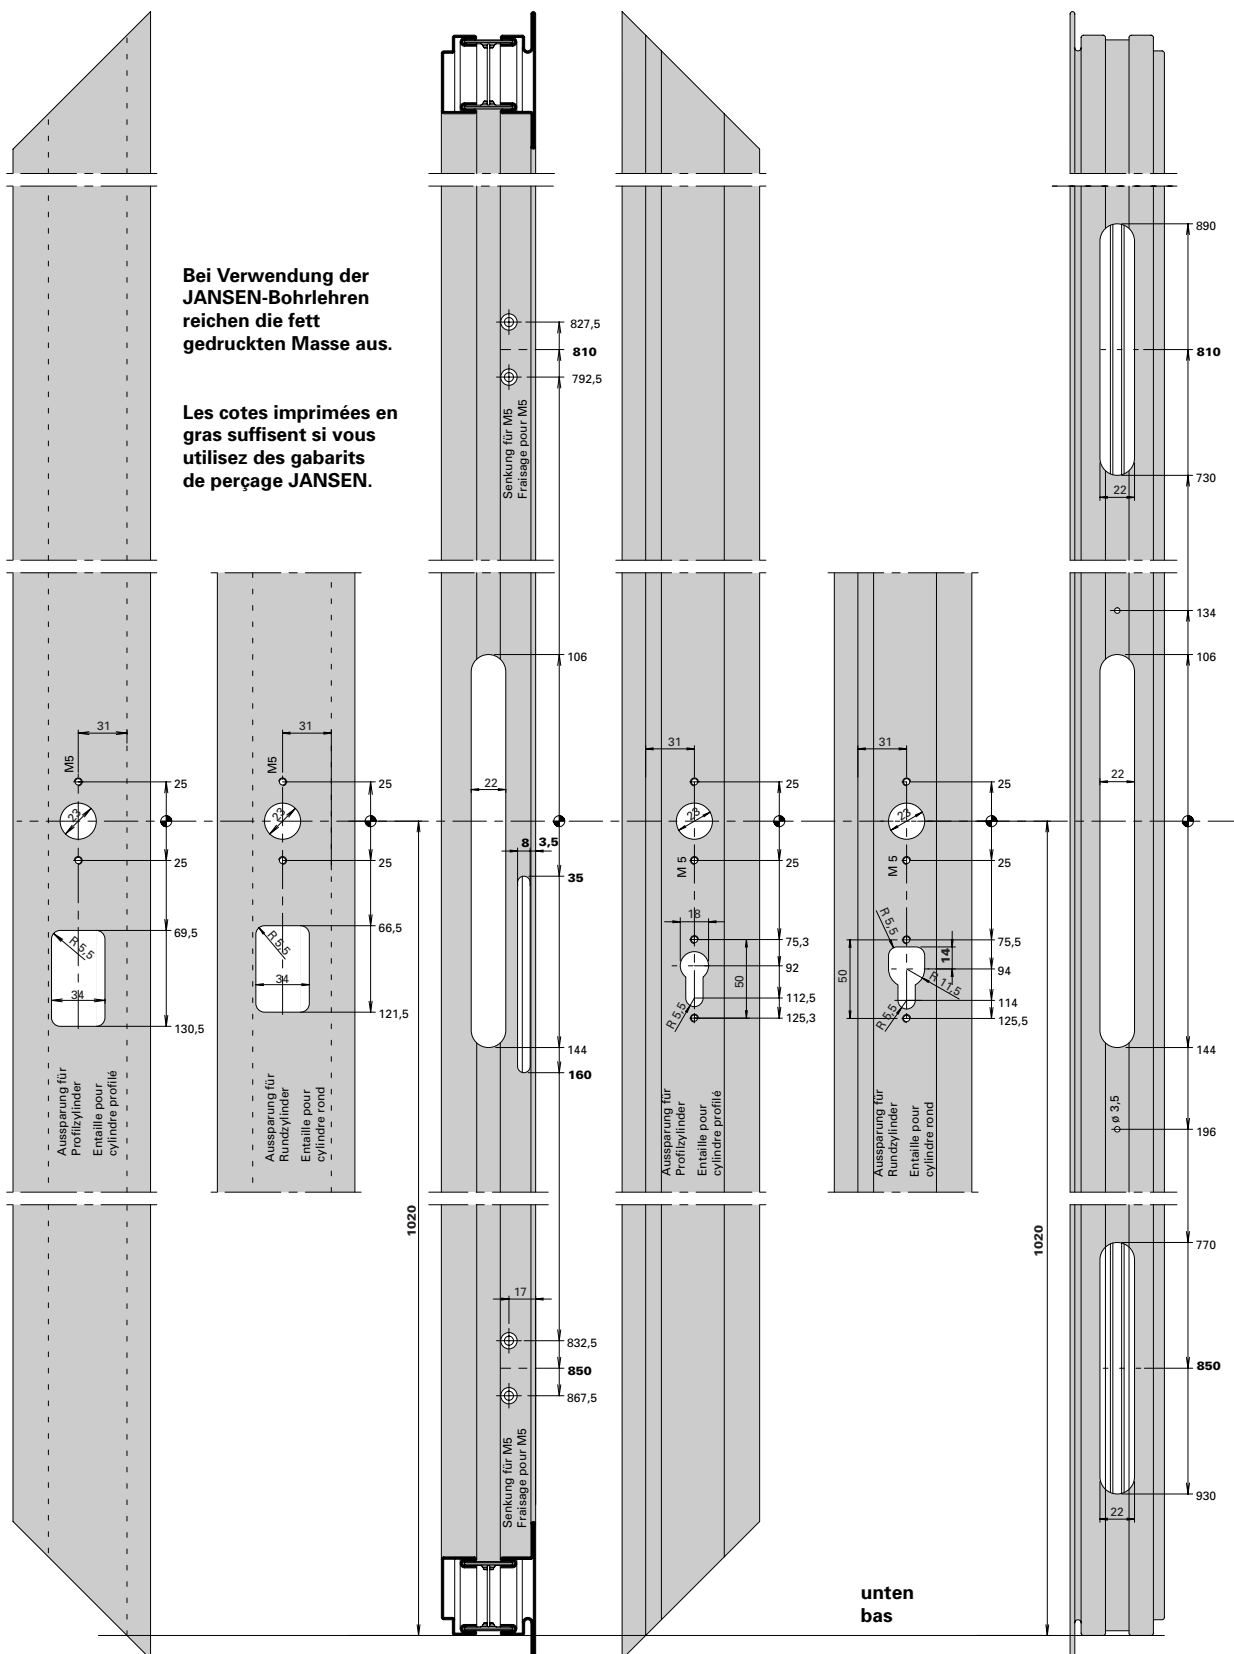 Bei Verwendung der
JANSEN-Bohrlehren
reichen die fett
gedruckten Masse aus.
Les cotes imprimées en
gras suffisent si vous
utilisez des gabarits
de perçage JANSEN.
31
M5
25
23
25
69,5
R 5,5
34
130,5
Aussparung für
Profilzylinder
Entaille pour
cylindre profilé
31
M5
25
23
25
66,5
R 5,5
34
121,5
Aussparung für
Rundzylinder
Entaille pour
cylindre rond
1020
827,5
810
792,5
Senkung für M5
Fraisage pour M5
106
22
8
3,5
35
144
160
17
832,5
850
867,5
Senkung für M5
Fraisage pour M5
31
25
23
M 5
25
18
75,3
92
50
112,5
R 5,5
125,3
Aussparung für
Profilzylinder
Entaille pour
cylindre profilé
31
25
23
M 5
25
R 5,5
75,5
14
94
50
R 11,5
114
R 5,5
125,5
Aussparung für
Rundzylinder
Entaille pour
cylindre rond
1020
890
810
730
22
134
106
22
144
ø 3,5
196
770
850
930
22
unten
bas